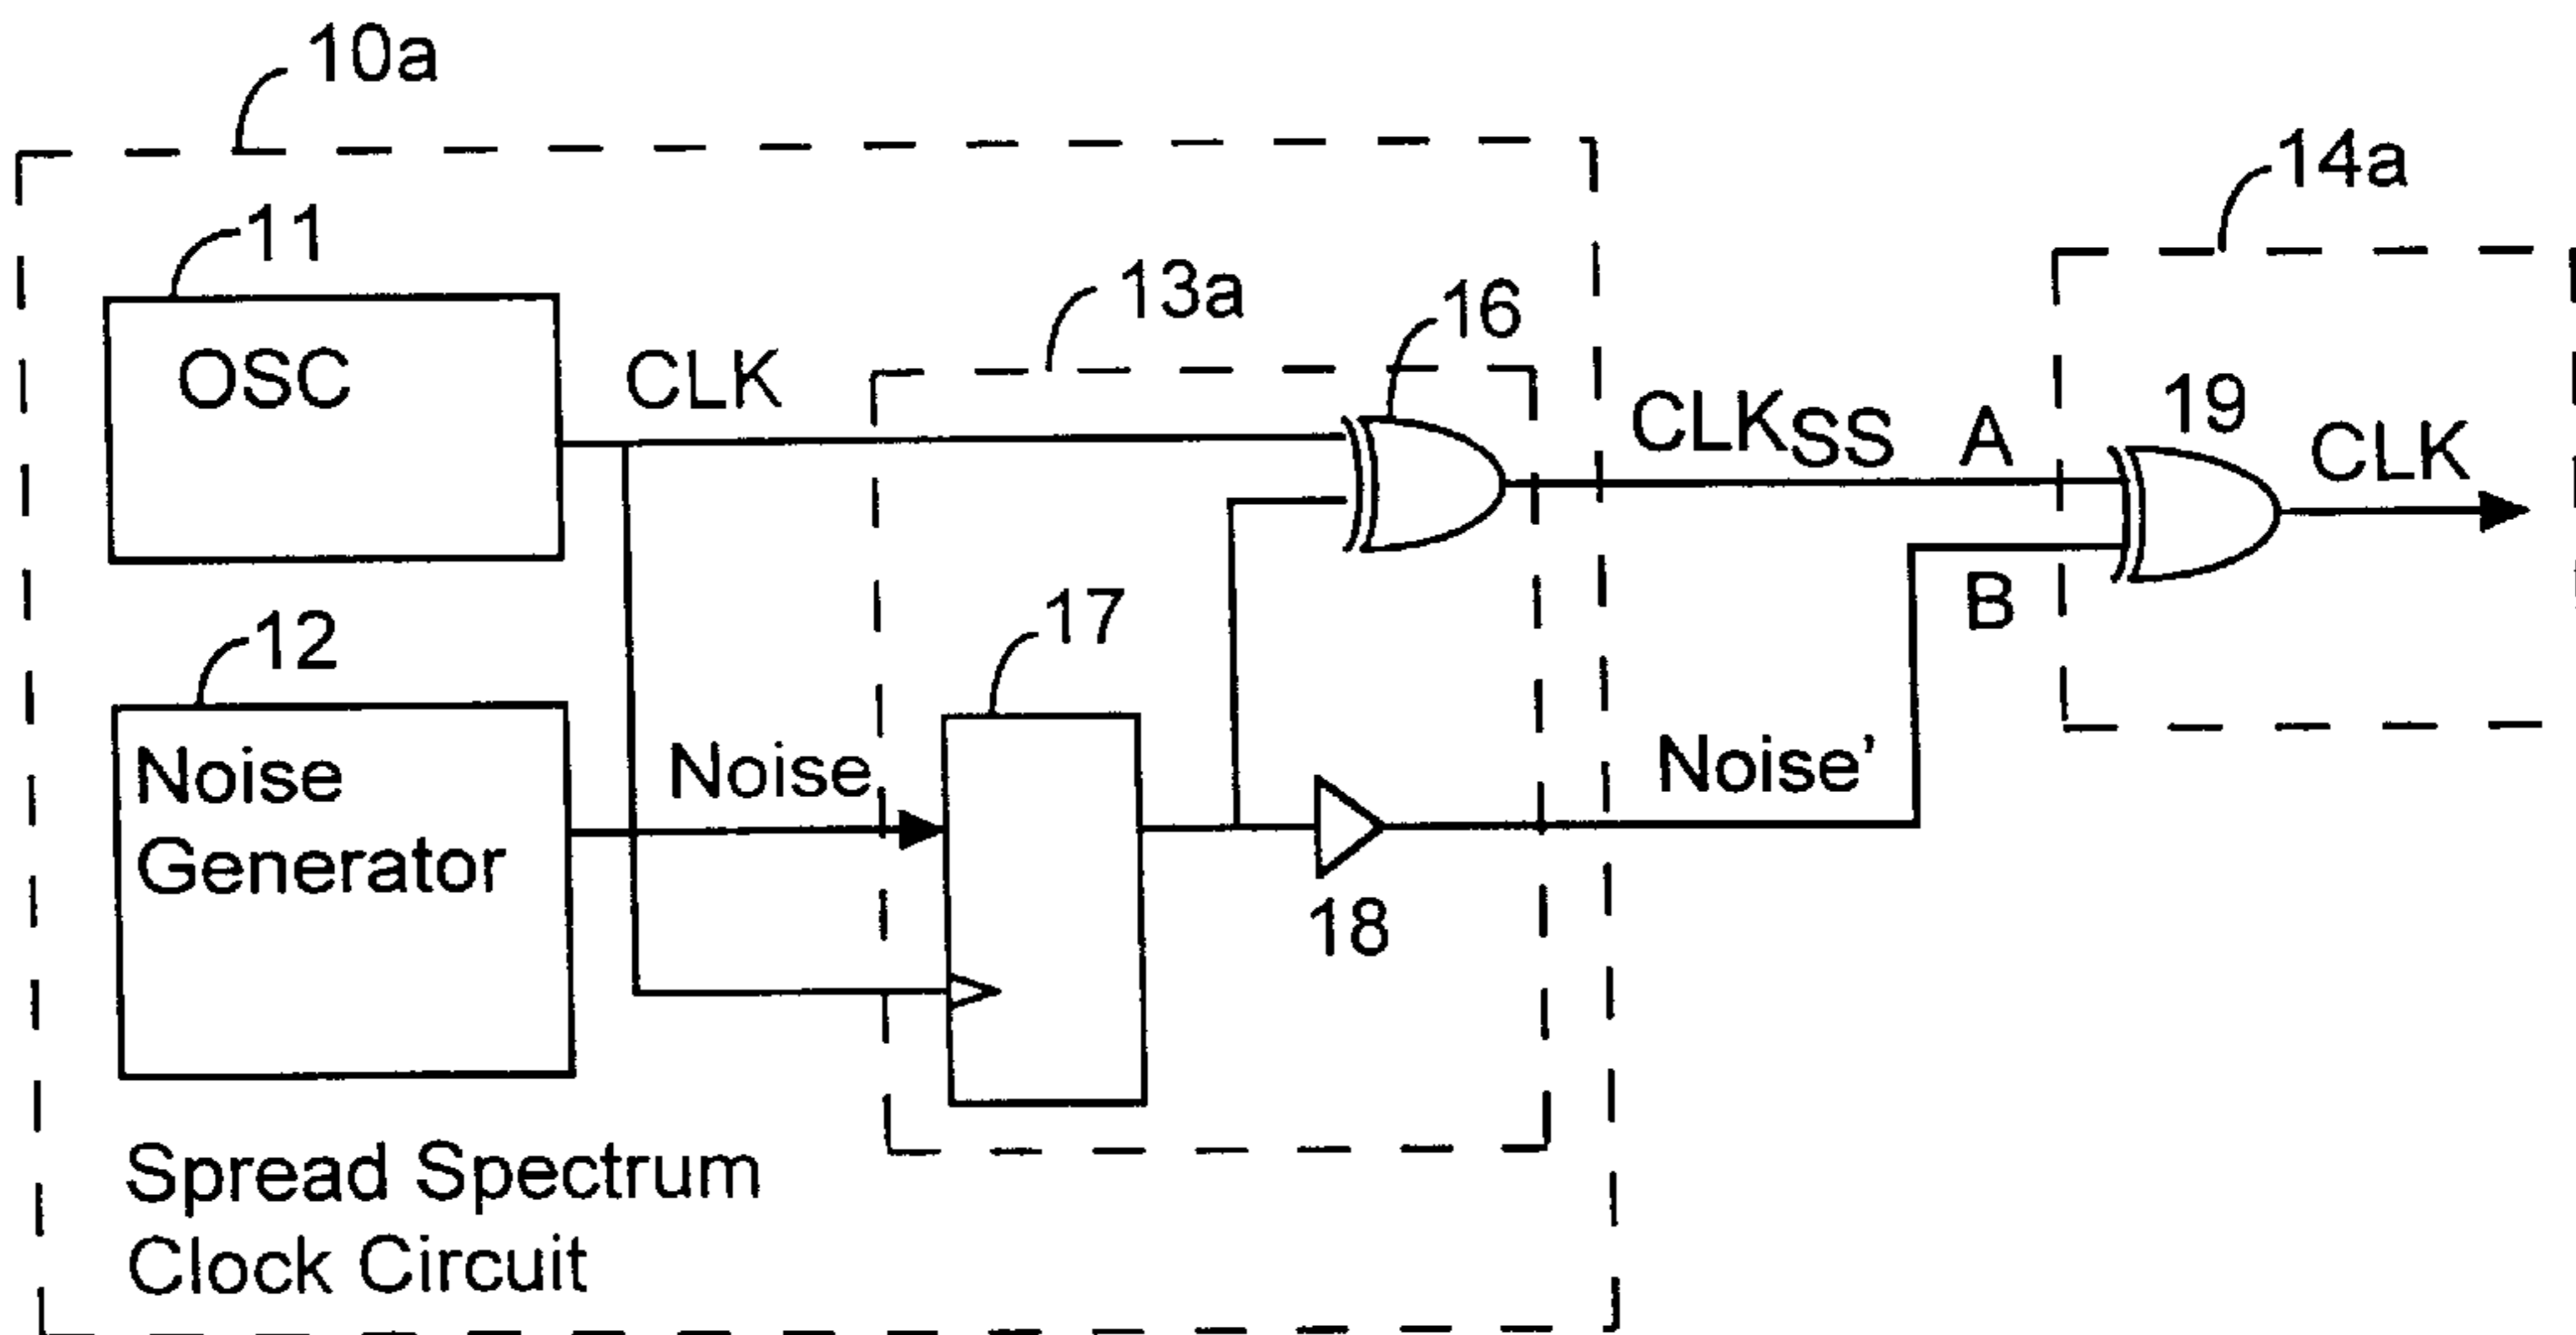 10a
14a
11
13a
16
OSC
CLK
19
CLKSS
A
CLK
B
12
17
Noise
Generator
Noise
Noise’
18
Spread Spectrum
Clock Circuit